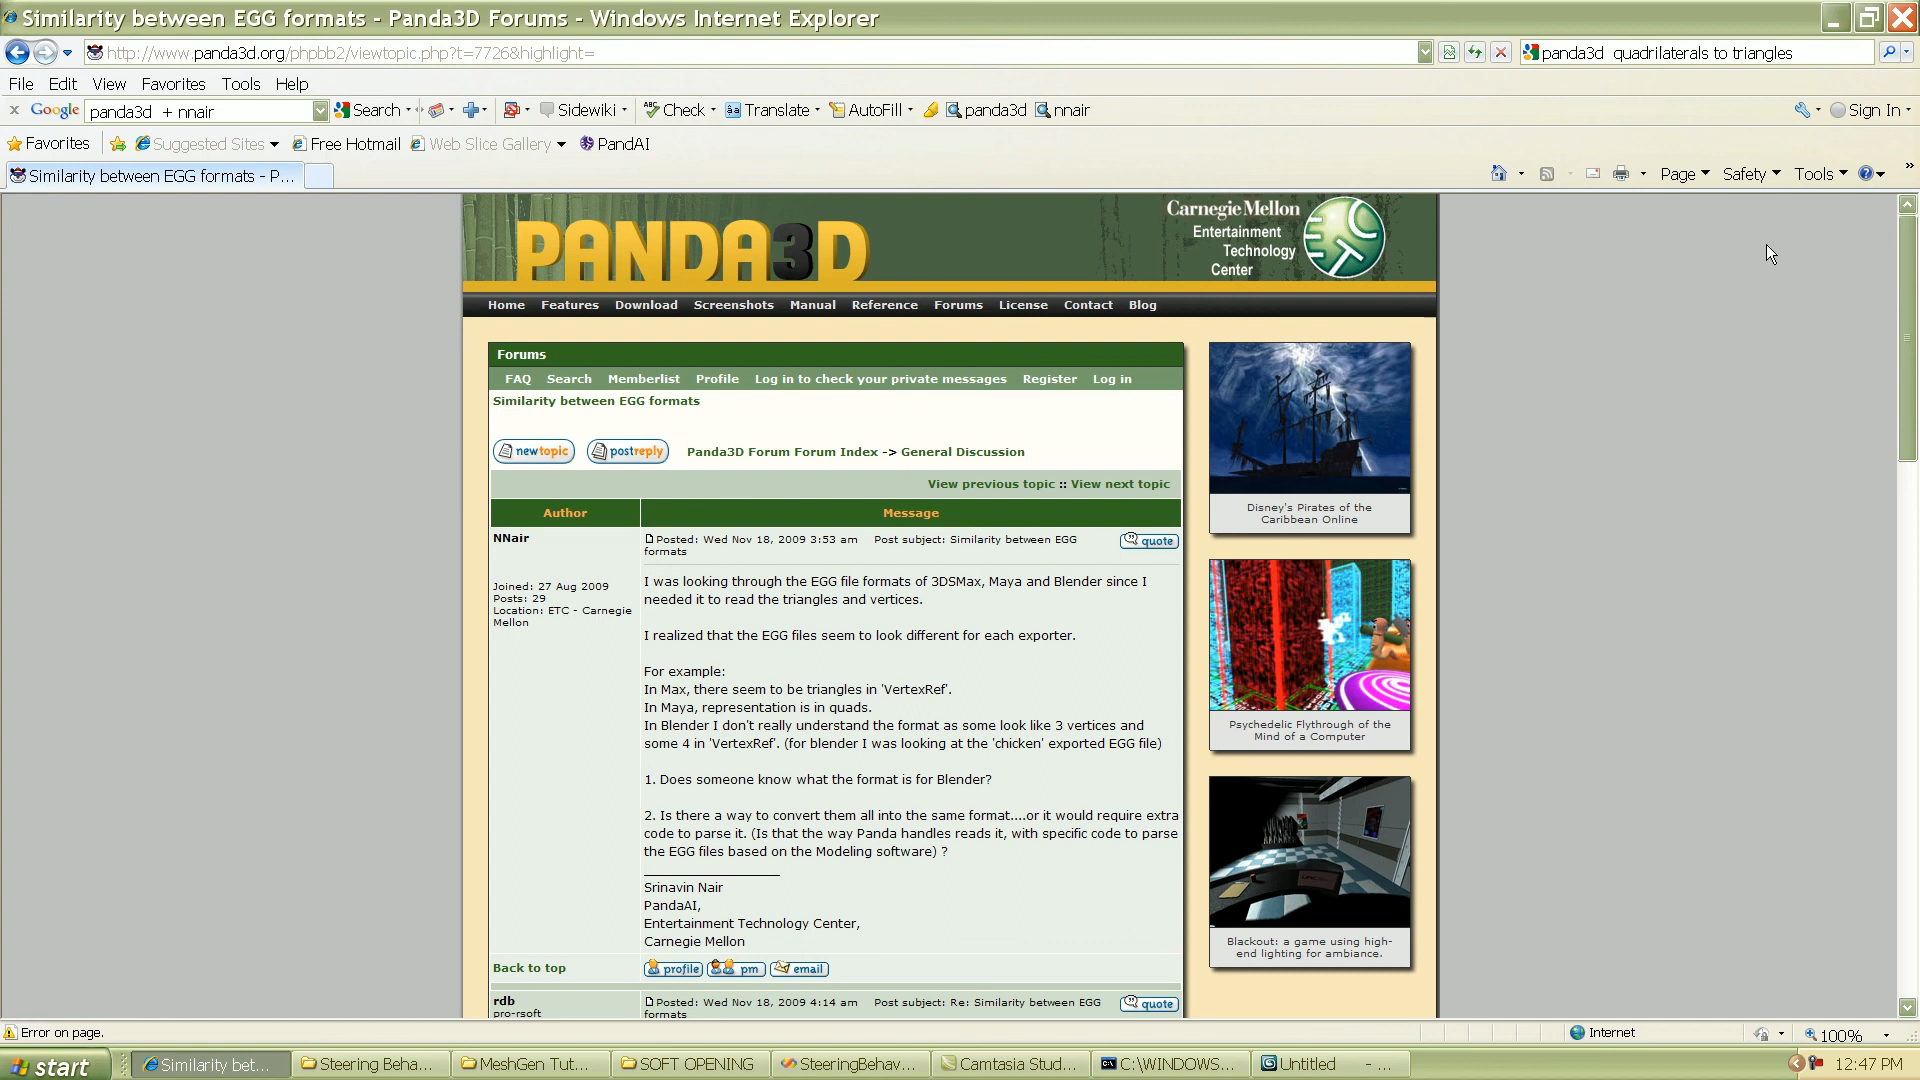 Similarity between EGG formats - Panda3D Forums - Windows Internet Explorer
http://www.panda3d.org/phpbb2/viewtopic.php?t=7726&highlight=
panda3d quadrilaterals to triangles
File Edit View Favorites Tools Help
x Google panda3d + nnair Search Sidewiki ABC Check Translate AutoFill panda3d nnair Sign In
Favorites Suggested Sites Free Hotmail Web Slice Gallery PandAI
Similarity between EGG formats - P...
Page Safety Tools
PANDA3D
Carnegie Mellon
Entertainment
Technology
Center
Home Features Download Screenshots Manual Reference Forums License Contact Blog
Forums
FAQ Search Memberlist Profile Log in to check your private messages Register Log in
Similarity between EGG formats
newtopic postreply Panda3D Forum Forum Index -> General Discussion
View previous topic :: View next topic
Author Message
NNair
Joined: 27 Aug 2009
Posts: 29
Location: ETC - Carnegie
Mellon
Posted: Wed Nov 18, 2009 3:53 am Post subject: Similarity between EGG
formats
quote
I was looking through the EGG file formats of 3DSMax, Maya and Blender since I
needed it to read the triangles and vertices.
I realized that the EGG files seem to look different for each exporter.
For example:
In Max, there seem to be triangles in 'VertexRef'.
In Maya, representation is in quads.
In Blender I don't really understand the format as some look like 3 vertices and
some 4 in 'VertexRef'. (for blender I was looking at the 'chicken' exported EGG file)
1. Does someone know what the format is for Blender?
2. Is there a way to convert them all into the same format....or it would require extra
code to parse it. (Is that the way Panda handles reads it, with specific code to parse
the EGG files based on the Modeling software) ?
_________________
Srinavin Nair
PandaAI,
Entertainment Technology Center,
Carnegie Mellon
Back to top profile pm email
rdb
pro-rsoft
Posted: Wed Nov 18, 2009 4:14 am Post subject: Re: Similarity between EGG
formats
quote
Disney's Pirates of the
Caribbean Online
Psychedelic Flythrough of the
Mind of a Computer
Blackout: a game using high-
end lighting for ambiance.
Error on page. Internet 100%
start Similarity bet... Steering Beha... MeshGen Tut... SOFT OPENING SteeringBehav... Camtasia Stud... C:\WINDOWS... Untitled - ... 12:47 PM